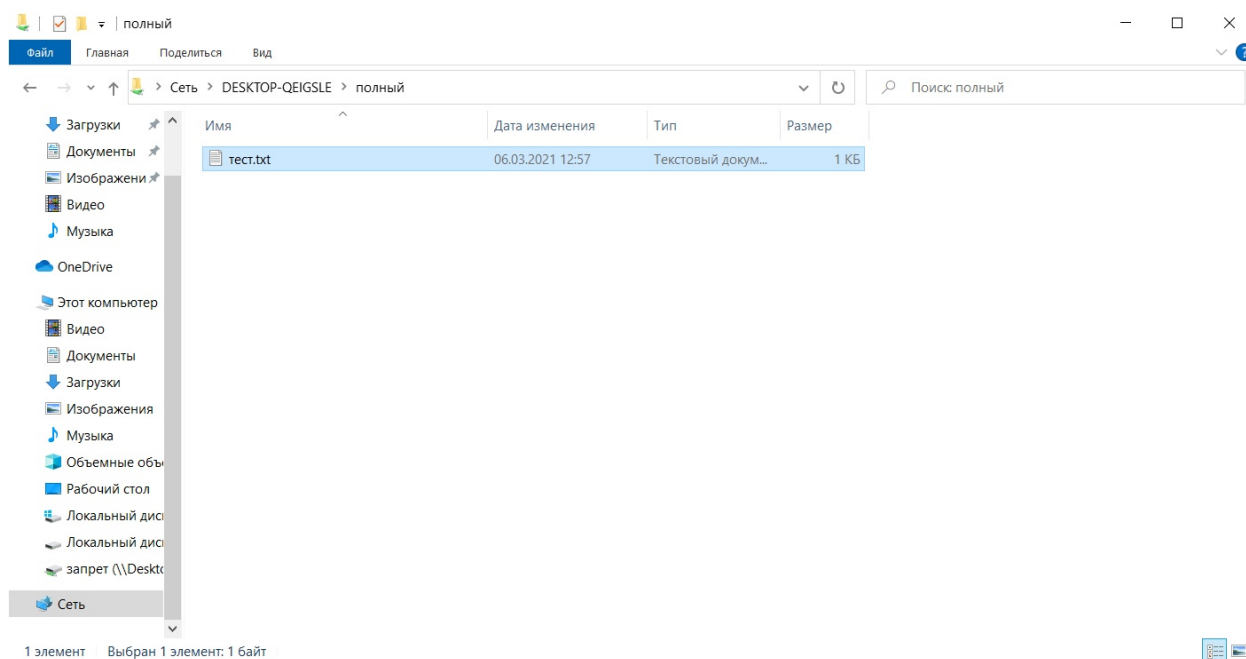 полный
Файл Главная Поделиться Вид
Сеть > DESKTOP-QEIGSLE > полный Поиск: полный
Имя Дата изменения Тип Размер
тест.txt 06.03.2021 12:57 Текстовый докум... 1 КБ
Загрузки
Документы
Изображени
Видео
Музыка
OneDrive
Этот компьютер
Видео
Документы
Загрузки
Изображения
Музыка
Объемные объ
Рабочий стол
Локальный дис
Локальный дис
запрет (\\Deskto
Сеть
1 элемент Выбран 1 элемент: 1 байт